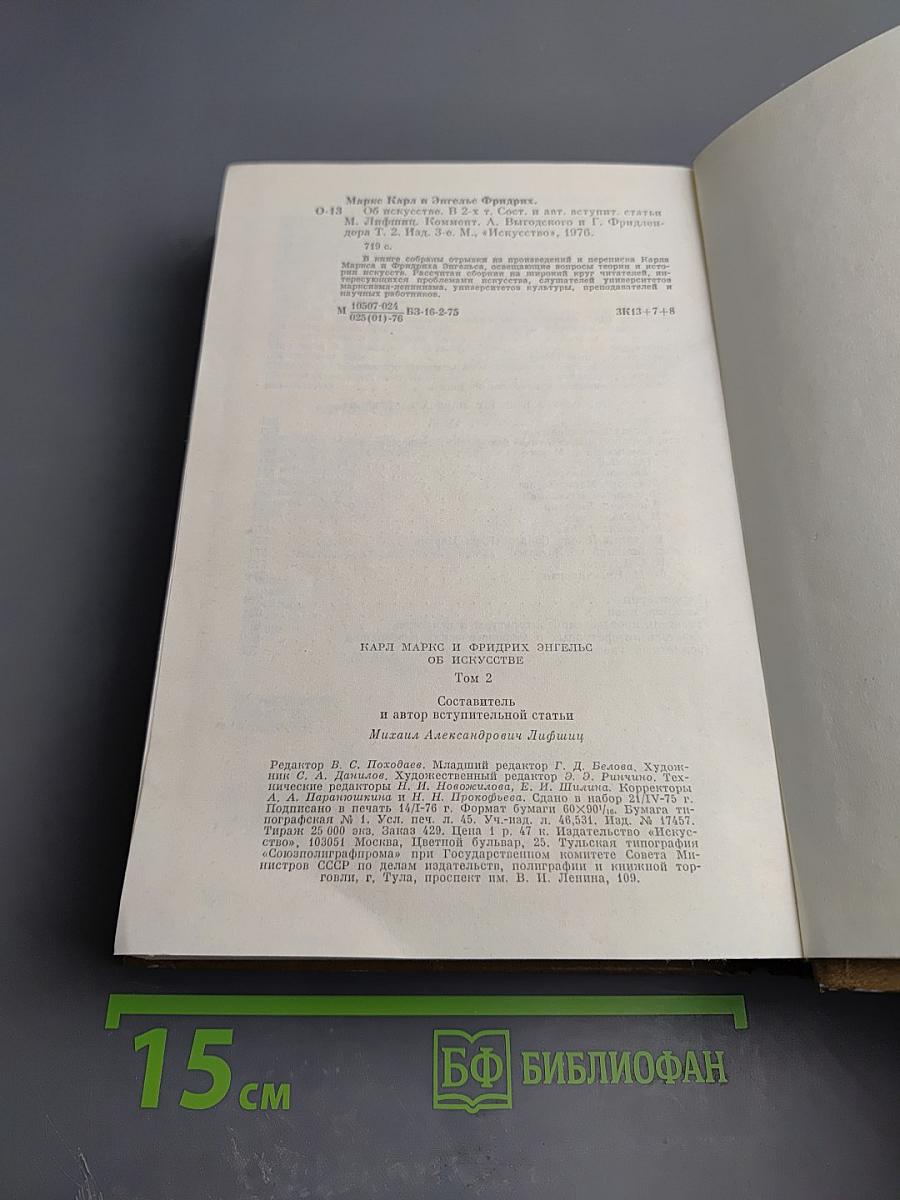 Маркс Карл и Энгельс Фридрих.
О-13 Об искусстве. В 2-х т. Сост. и авт. вступит. статьи
М. Лифшиц. Коммент. А. Выгодского и Г. Фридлен-
дера Т. 2. Изд. 3-е. М., «Искусство», 1976.
719 с.
В книге собраны отрывки из произведений и переписка Карла
Маркса и Фридриха Энгельса, освещающие вопросы теории и исто-
рии искусств. Рассчитан сборник на широкий круг читателей, ин-
тересующихся проблемами искусства, слушателей университетов
марксизма-ленинизма, университетов культуры, преподавателей и
научных работников.
М 10507-024
025(01)-76 БЗ-16-2-75 3К13+7+8
КАРЛ МАРКС И ФРИДРИХ ЭНГЕЛЬС
ОБ ИСКУССТВЕ
Том 2
Составитель
и автор вступительной статьи
Михаил Александрович Лифшиц
Редактор В. С. Походаев. Младший редактор Г. Д. Белова. Худож-
ник С. А. Данилов. Художественный редактор Э. Э. Ринчино. Тех-
нические редакторы Н. И. Новожилова, Е. И. Шилина. Корректоры
А. А. Паранюшкина и Н. Н. Прокофьева. Сдано в набор 21/IV-75 г.
Подписано в печать 14/I-76 г. Формат бумаги 60×90¹/₁₆. Бумага ти-
пографская № 1. Усл. печ. л. 45. Уч.-изд. л. 46,531. Изд. № 17457.
Тираж 25 000 экз. Заказ 429. Цена 1 р. 47 к. Издательство «Искус-
ство», 103051 Москва, Цветной бульвар, 25. Тульская типография
«Союзполиграфпрома» при Государственном комитете Совета Ми-
нистров СССР по делам издательств, полиграфии и книжной тор-
говли, г. Тула, проспект им. В. И. Ленина, 109.
15 см БФ БИБЛИОФАН